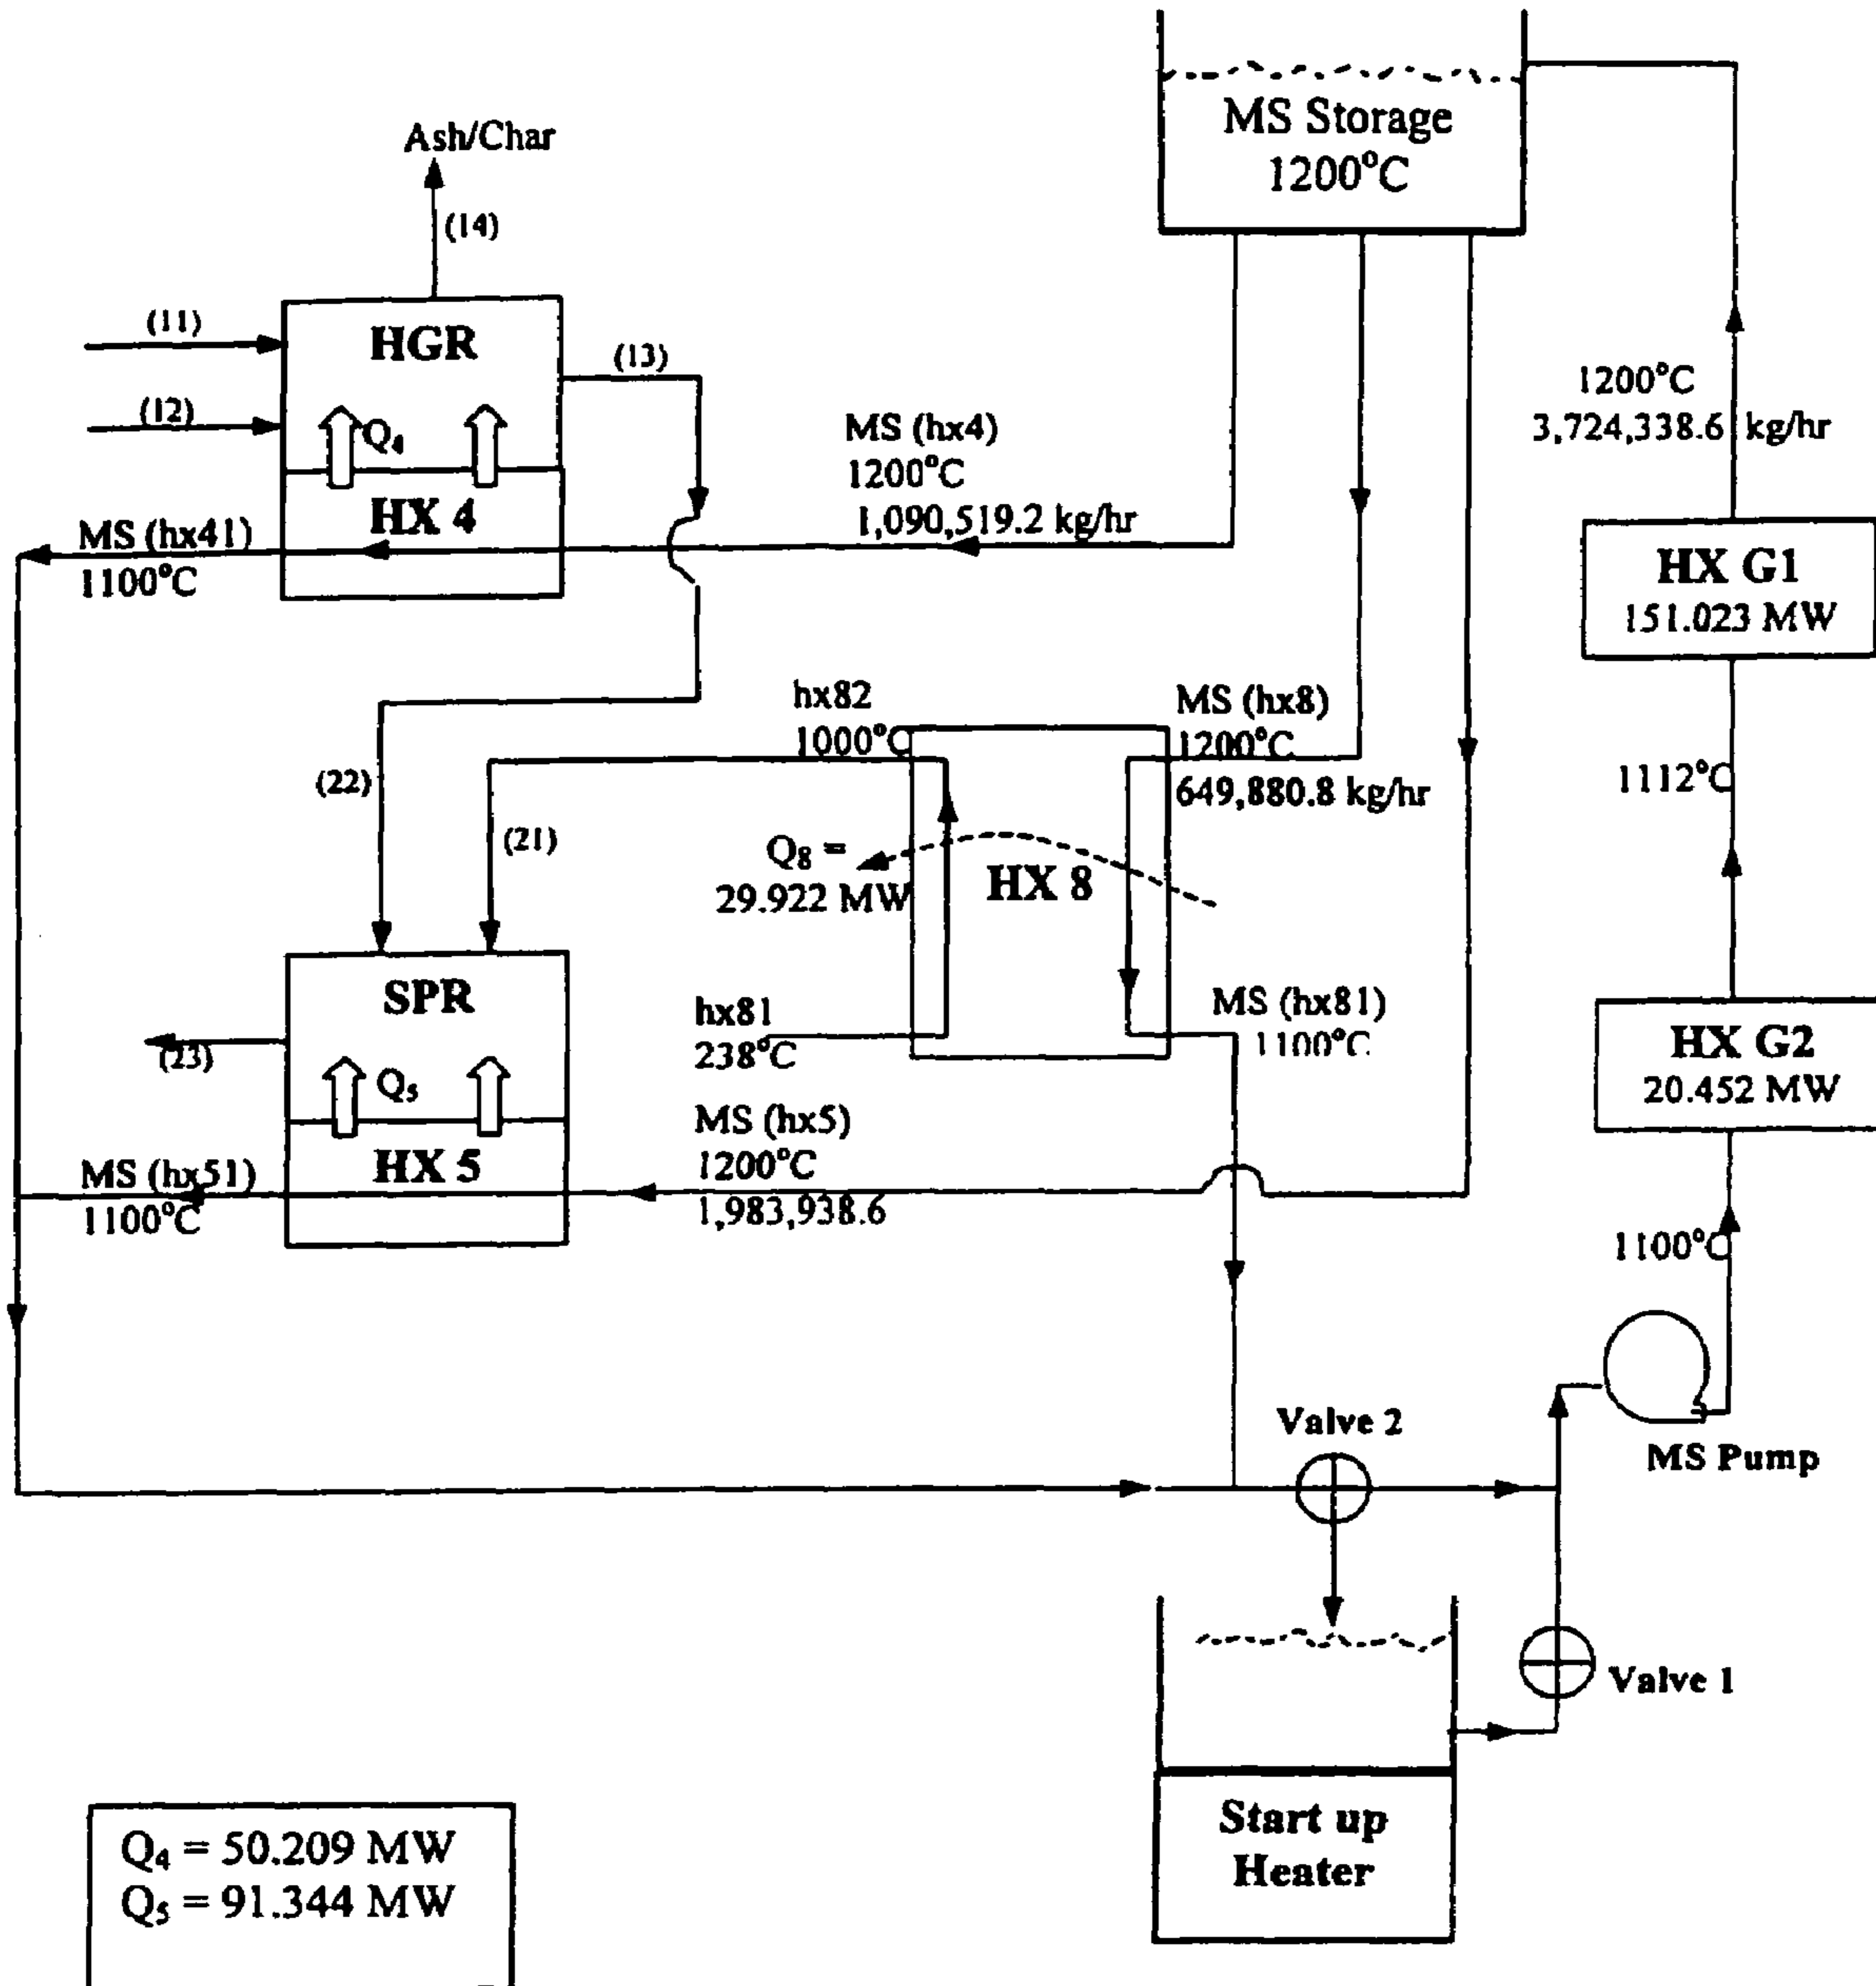 MS Storage
1200°C
Ash/Char
(14)
(11)
HGR
(13)
(12)
Q₄
1200°C
3,724,338.6 kg/hr
MS (hx4)
1200°C
1,090,519.2 kg/hr
MS (hx41)
1100°C
HX 4
HX G1
151.023 MW
hx82
1000°C
MS (hx8)
1200°C
649,880.8 kg/hr
(22)
(21)
1112°C
Q₈ =
29.922 MW
HX 8
SPR
hx81
238°C
MS (hx81)
1100°C
HX G2
20.452 MW
(23)
Q₅
MS (hx5)
1200°C
1,983,938.6
MS (hx51)
1100°C
HX 5
1100°C
Valve 2
MS Pump
Valve 1
Start up
Heater
Q₄ = 50.209 MW
Q₅ = 91.344 MW